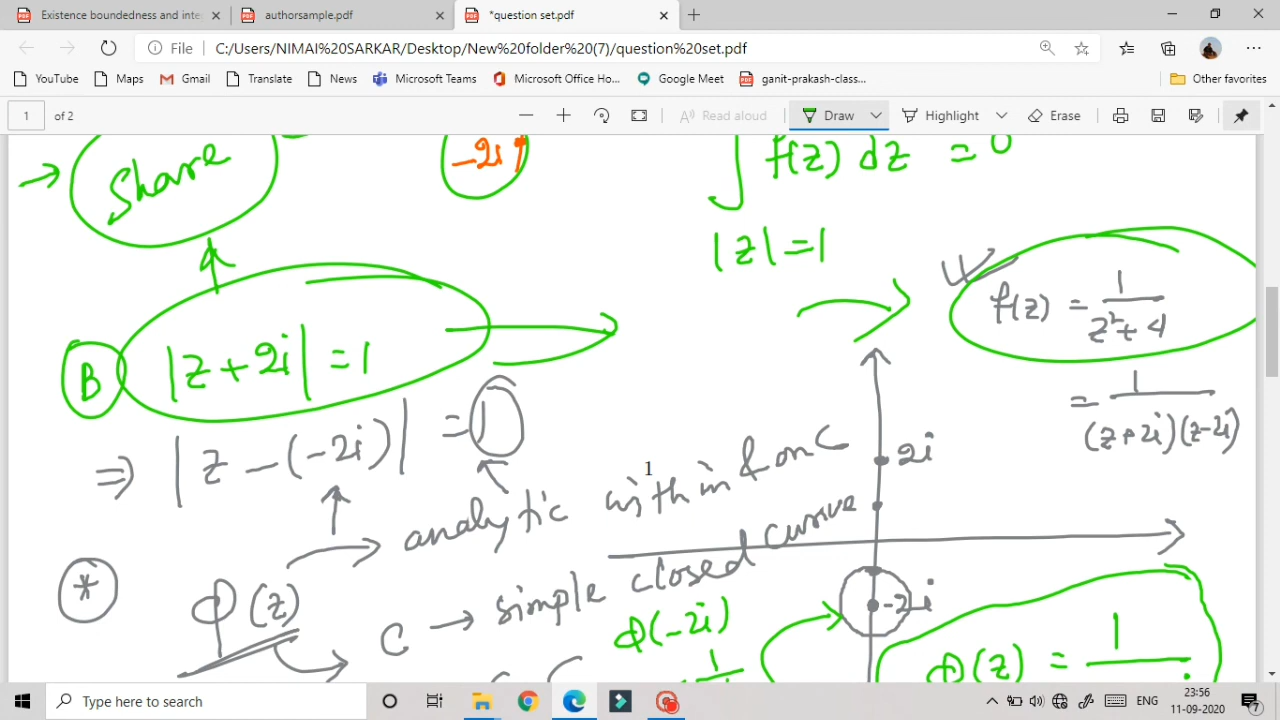 Existence boundedness and inte
authorsample.pdf
*question set.pdf
File
C:/Users/NIMAI%20SARKAR/Desktop/New%20folder%20(7)/question%20set.pdf
YouTube
Maps
Gmail
Translate
News
Microsoft Teams
Microsoft Office Ho...
Google Meet
ganit-prakash-class...
Other favorites
1 of 2
Read aloud
Draw
Highlight
Erase
Share
-2i
∫ f(z) dz = 0
|z|=1
f(z) = 1/(z²+4)
= 1/((z+2i)(z-2i))
B |z+2i|=1
⇒ |z-(-2i)| = 1
2i
analytic within & on C
1
* Φ(z)
C → simple closed curve
-2i
Φ(-2i)
Φ(z) = 1
Type here to search
ENG
23:56
11-09-2020
7